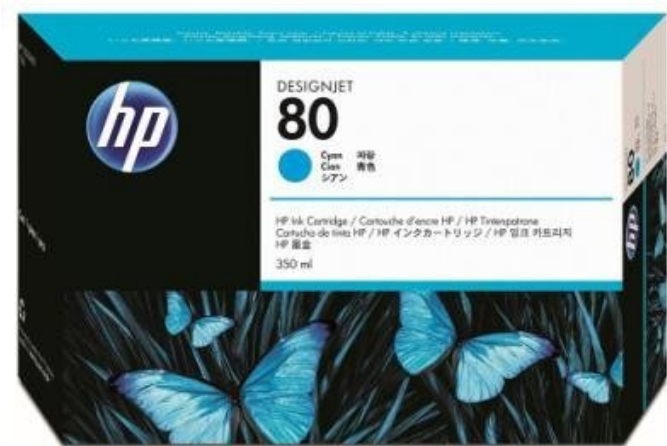 hp
DESIGNJET
80
Cyan 자랑
Cian 青色
シアン
HP Ink Cartridge / Cartouche d'encre HP / HP Tintenpatrone
Cartucho de tinta HP / HP インクカートリッジ / HP 잉크 카트리지
HP 墨盒
350 ml
80
hp